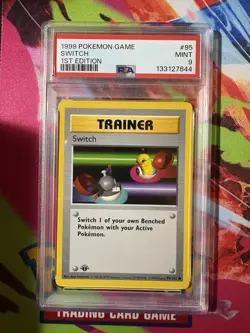 1999 POKEMON GAME #95
SWITCH MINT
1ST EDITION 9
PSA 133127844
TRAINER
Switch
Switch 1 of your own Benched
Pokémon with your Active
Pokémon.
TRADING CARD GAME